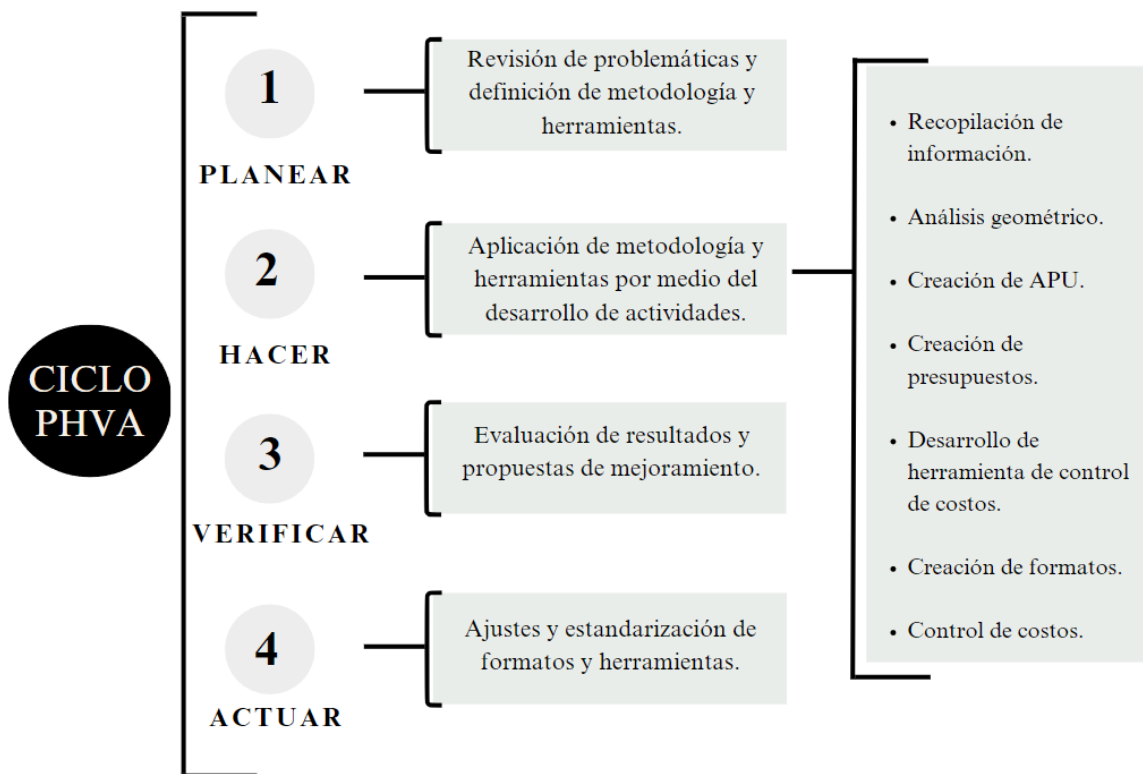 CICLO
PHVA
1
PLANEAR
Revisión de problemáticas y
definición de metodología y
herramientas.
2
HACER
Aplicación de metodología y
herramientas por medio del
desarrollo de actividades.
• Recopilación de
información.
• Análisis geométrico.
• Creación de APU.
• Creación de
presupuestos.
• Desarrollo de
herramienta de control
de costos.
• Creación de formatos.
• Control de costos.
3
VERIFICAR
Evaluación de resultados y
propuestas de mejoramiento.
4
ACTUAR
Ajustes y estandarización de
formatos y herramientas.